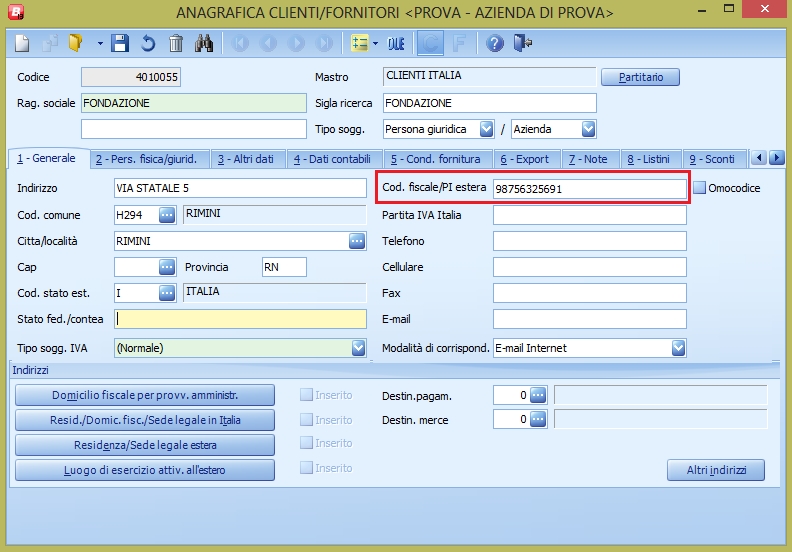 ANAGRAFICA CLIENTI/FORNITORI <PROVA - AZIENDA DI PROVA>
OLE
Codice 4010055 Mastro CLIENTI ITALIA Partitario
Rag. sociale FONDAZIONE Sigla ricerca FONDAZIONE
Tipo sogg. Persona giuridica / Azienda
1 - Generale 2 - Pers. fisica/giurid. 3 - Altri dati 4 - Dati contabili 5 - Cond. fornitura 6 - Export 7 - Note 8 - Listini 9 - Sconti
Indirizzo VIA STATALE 5 Cod. fiscale/PI estera 98756325691 Omocodice
Cod. comune H294 RIMINI Partita IVA Italia
Citta/località RIMINI Telefono
Cap Provincia RN Cellulare
Cod. stato est. I ITALIA Fax
Stato fed./contea E-mail
Tipo sogg. IVA (Normale) Modalità di corrispond. E-mail Internet
Indirizzi
Domicilio fiscale per provv. amministr. Inserito Destin.pagam. 0
Resid./Domic. fisc./Sede legale in Italia Inserito Destin. merce 0
Residenza/Sede legale estera Inserito
Luogo di esercizio attiv. all'estero Inserito Altri indirizzi